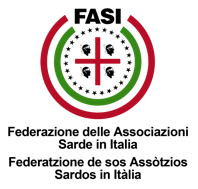 FASI
Federazione delle Associazioni
Sarde in Italia
Federatzione de sos Assòtzios
Sardos in Itàlia